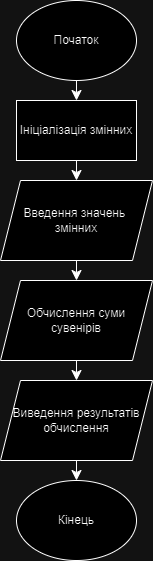 Початок
Ініціалізація змінних
Введення значень
змінних
Обчислення суми
сувенірів
Виведення результатів
обчислення
Кінець